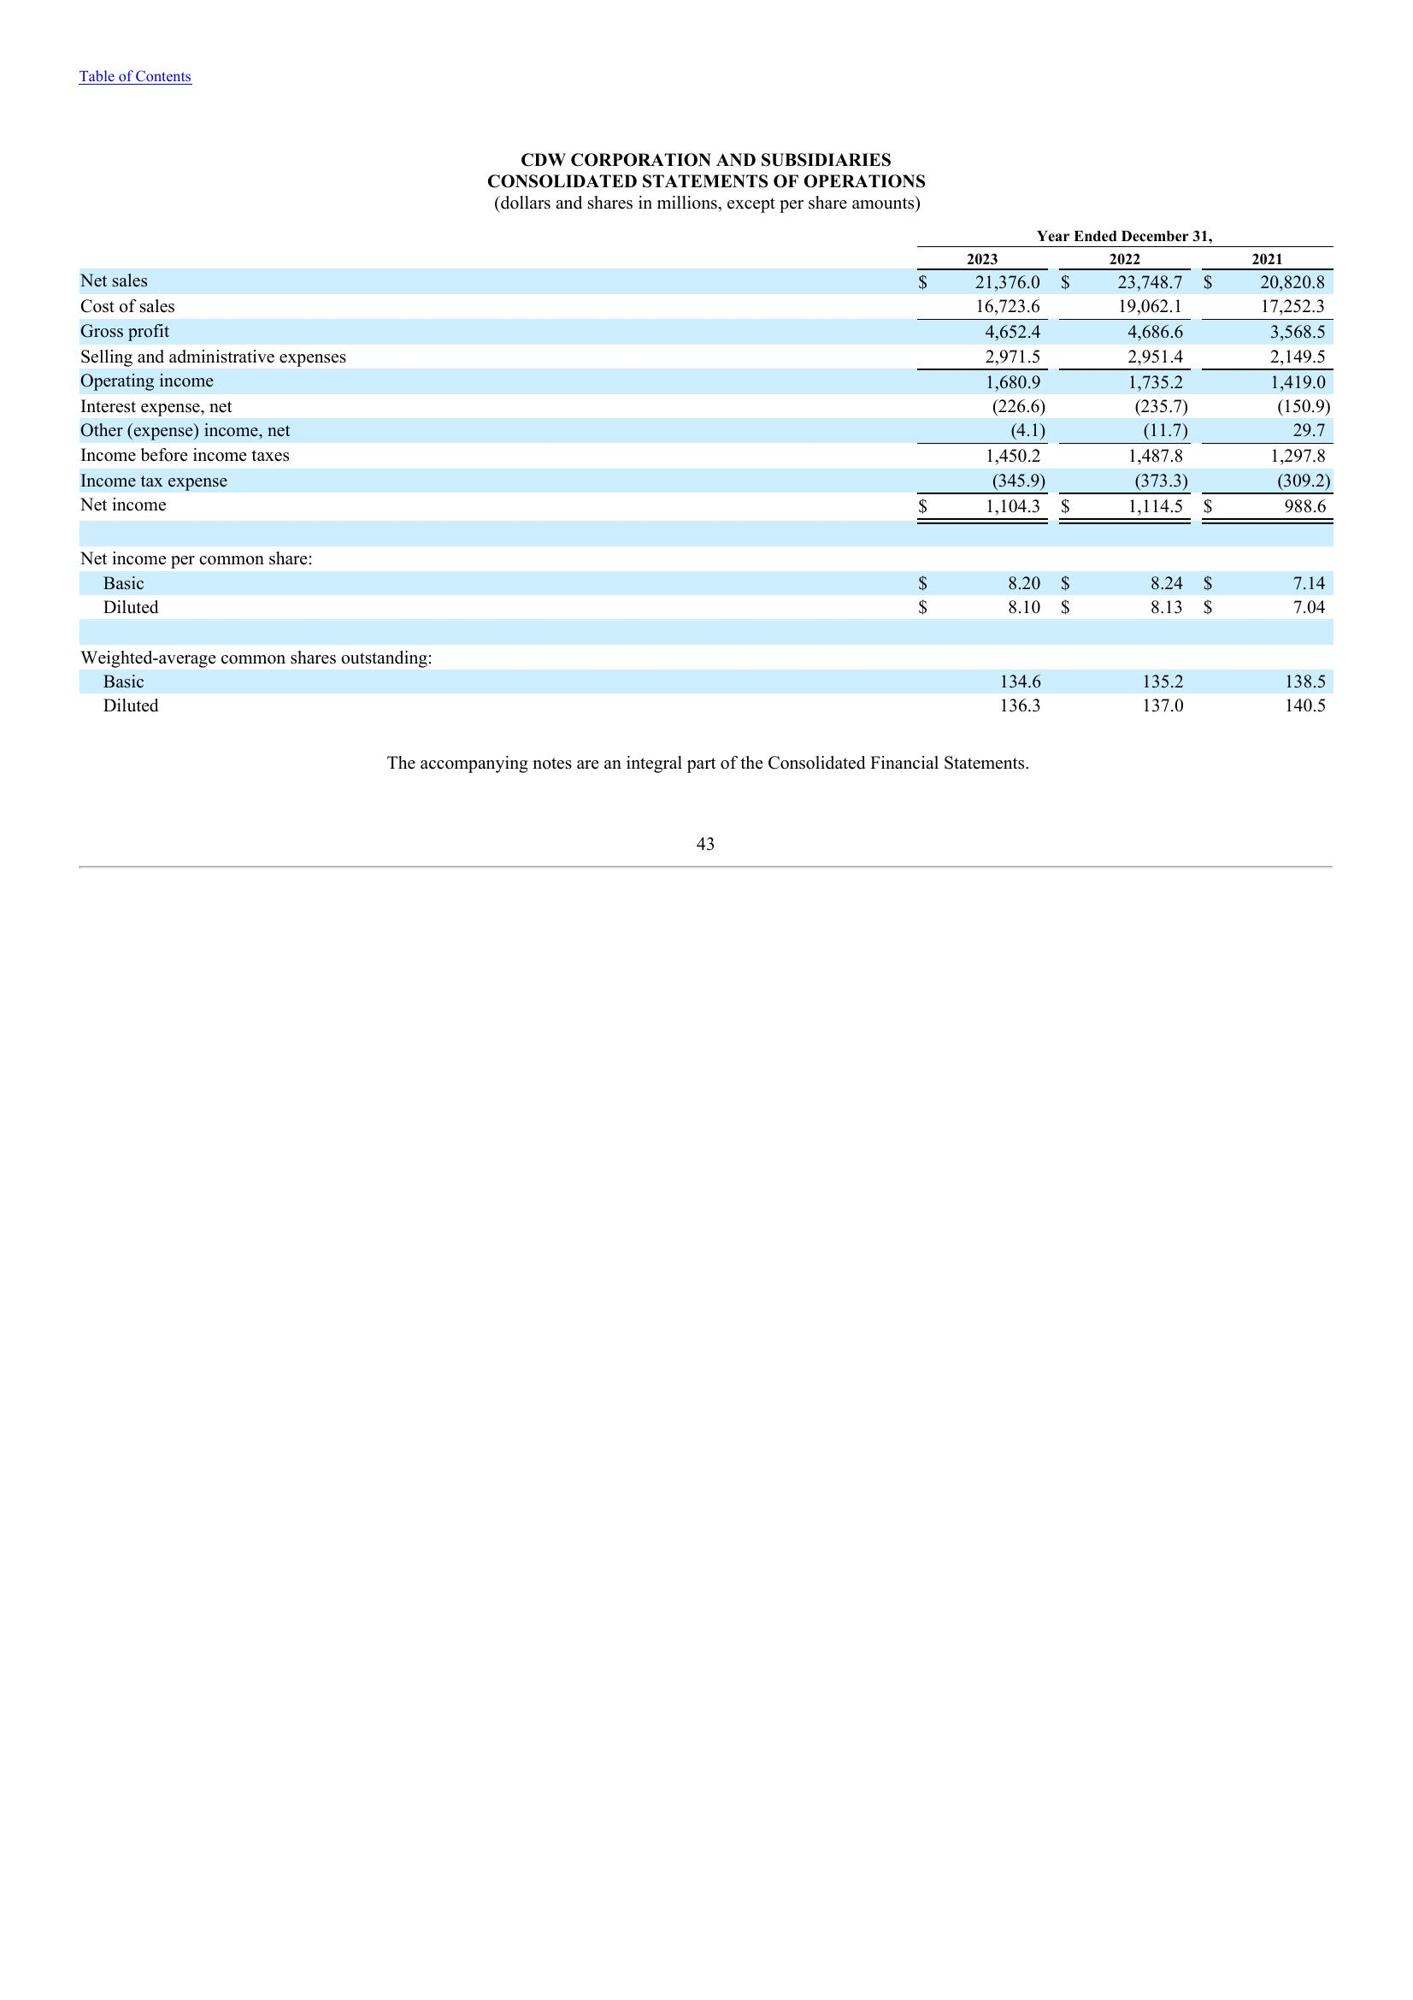 Table of Contents
CDW CORPORATION AND SUBSIDIARIES
CONSOLIDATED STATEMENTS OF OPERATIONS
(dollars and shares in millions, except per share amounts)
Year Ended December 31,
2023 2022 2021
Net sales $ 21,376.0 $ 23,748.7 $ 20,820.8
Cost of sales 16,723.6 19,062.1 17,252.3
Gross profit 4,652.4 4,686.6 3,568.5
Selling and administrative expenses 2,971.5 2,951.4 2,149.5
Operating income 1,680.9 1,735.2 1,419.0
Interest expense, net (226.6) (235.7) (150.9)
Other (expense) income, net (4.1) (11.7) 29.7
Income before income taxes 1,450.2 1,487.8 1,297.8
Income tax expense (345.9) (373.3) (309.2)
Net income $ 1,104.3 $ 1,114.5 $ 988.6
Net income per common share:
Basic $ 8.20 $ 8.24 $ 7.14
Diluted $ 8.10 $ 8.13 $ 7.04
Weighted-average common shares outstanding:
Basic 134.6 135.2 138.5
Diluted 136.3 137.0 140.5
The accompanying notes are an integral part of the Consolidated Financial Statements.
43